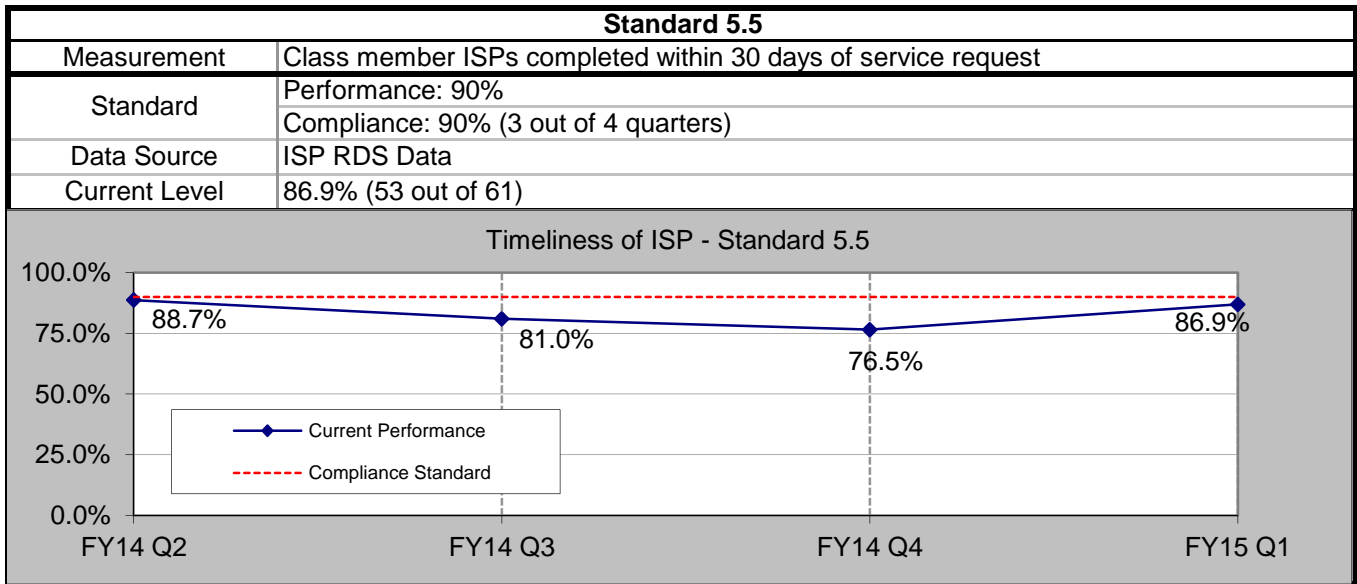 Standard 5.5
Measurement Class member ISPs completed within 30 days of service request
Standard
Performance: 90%
Compliance: 90% (3 out of 4 quarters)
Data Source ISP RDS Data
Current Level 86.9% (53 out of 61)
Timeliness of ISP - Standard 5.5
100.0%
75.0%
50.0%
25.0%
0.0%
88.7%
81.0%
76.5%
86.9%
Current Performance
Compliance Standard
FY14 Q2 FY14 Q3 FY14 Q4 FY15 Q1